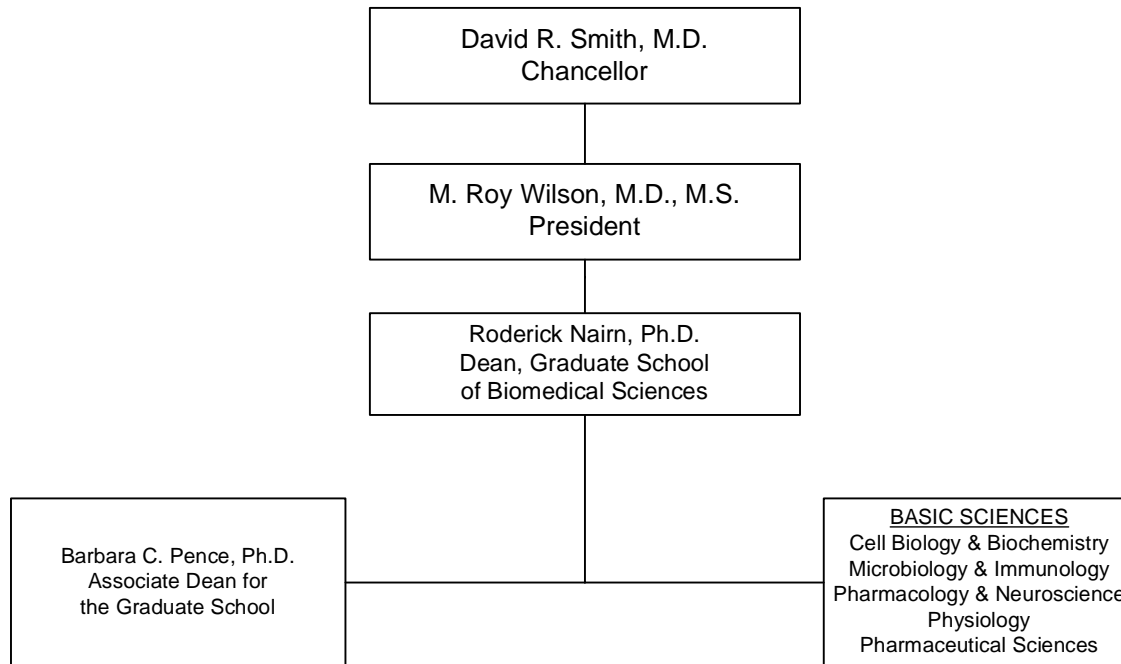 David R. Smith, M.D.
Chancellor
M. Roy Wilson, M.D., M.S.
President
Roderick Nairn, Ph.D.
Dean, Graduate School
of Biomedical Sciences
Barbara C. Pence, Ph.D.
Associate Dean for
the Graduate School
BASIC SCIENCES
Cell Biology & Biochemistry
Microbiology & Immunology
Pharmacology & Neuroscience
Physiology
Pharmaceutical Sciences